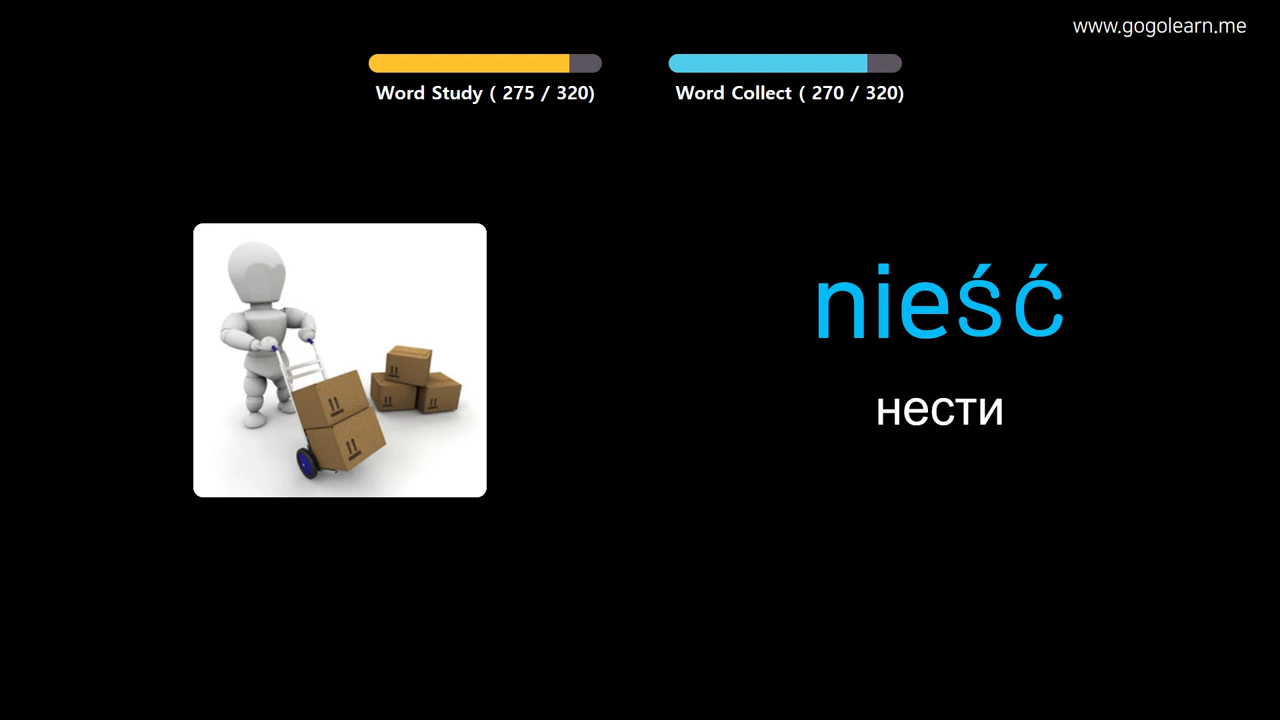 www.gogolearn.me
Word Study ( 275 / 320)
Word Collect ( 270 / 320)
nieść
нести